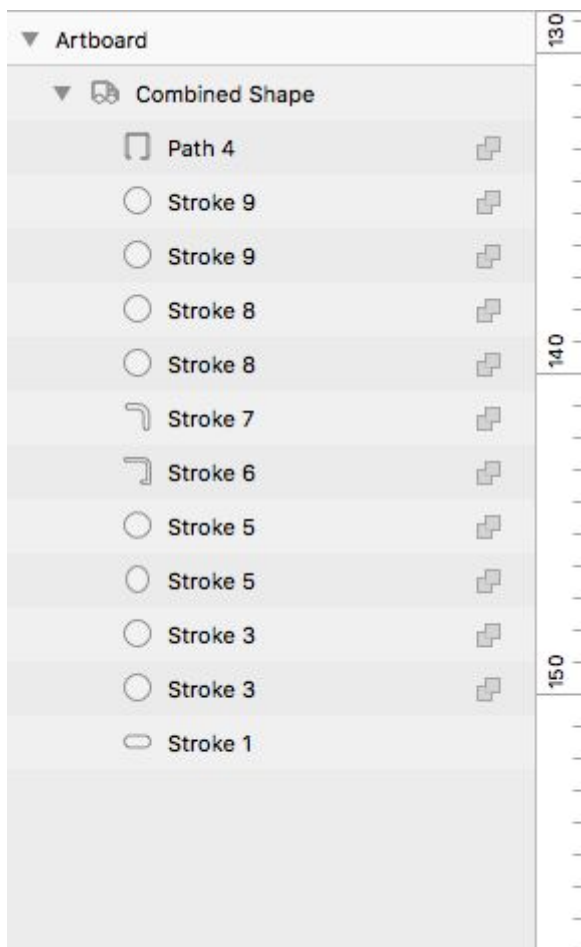 Artboard
Combined Shape
Path 4
Stroke 9
Stroke 9
Stroke 8
Stroke 8
Stroke 7
Stroke 6
Stroke 5
Stroke 5
Stroke 3
Stroke 3
Stroke 1
130
140
150